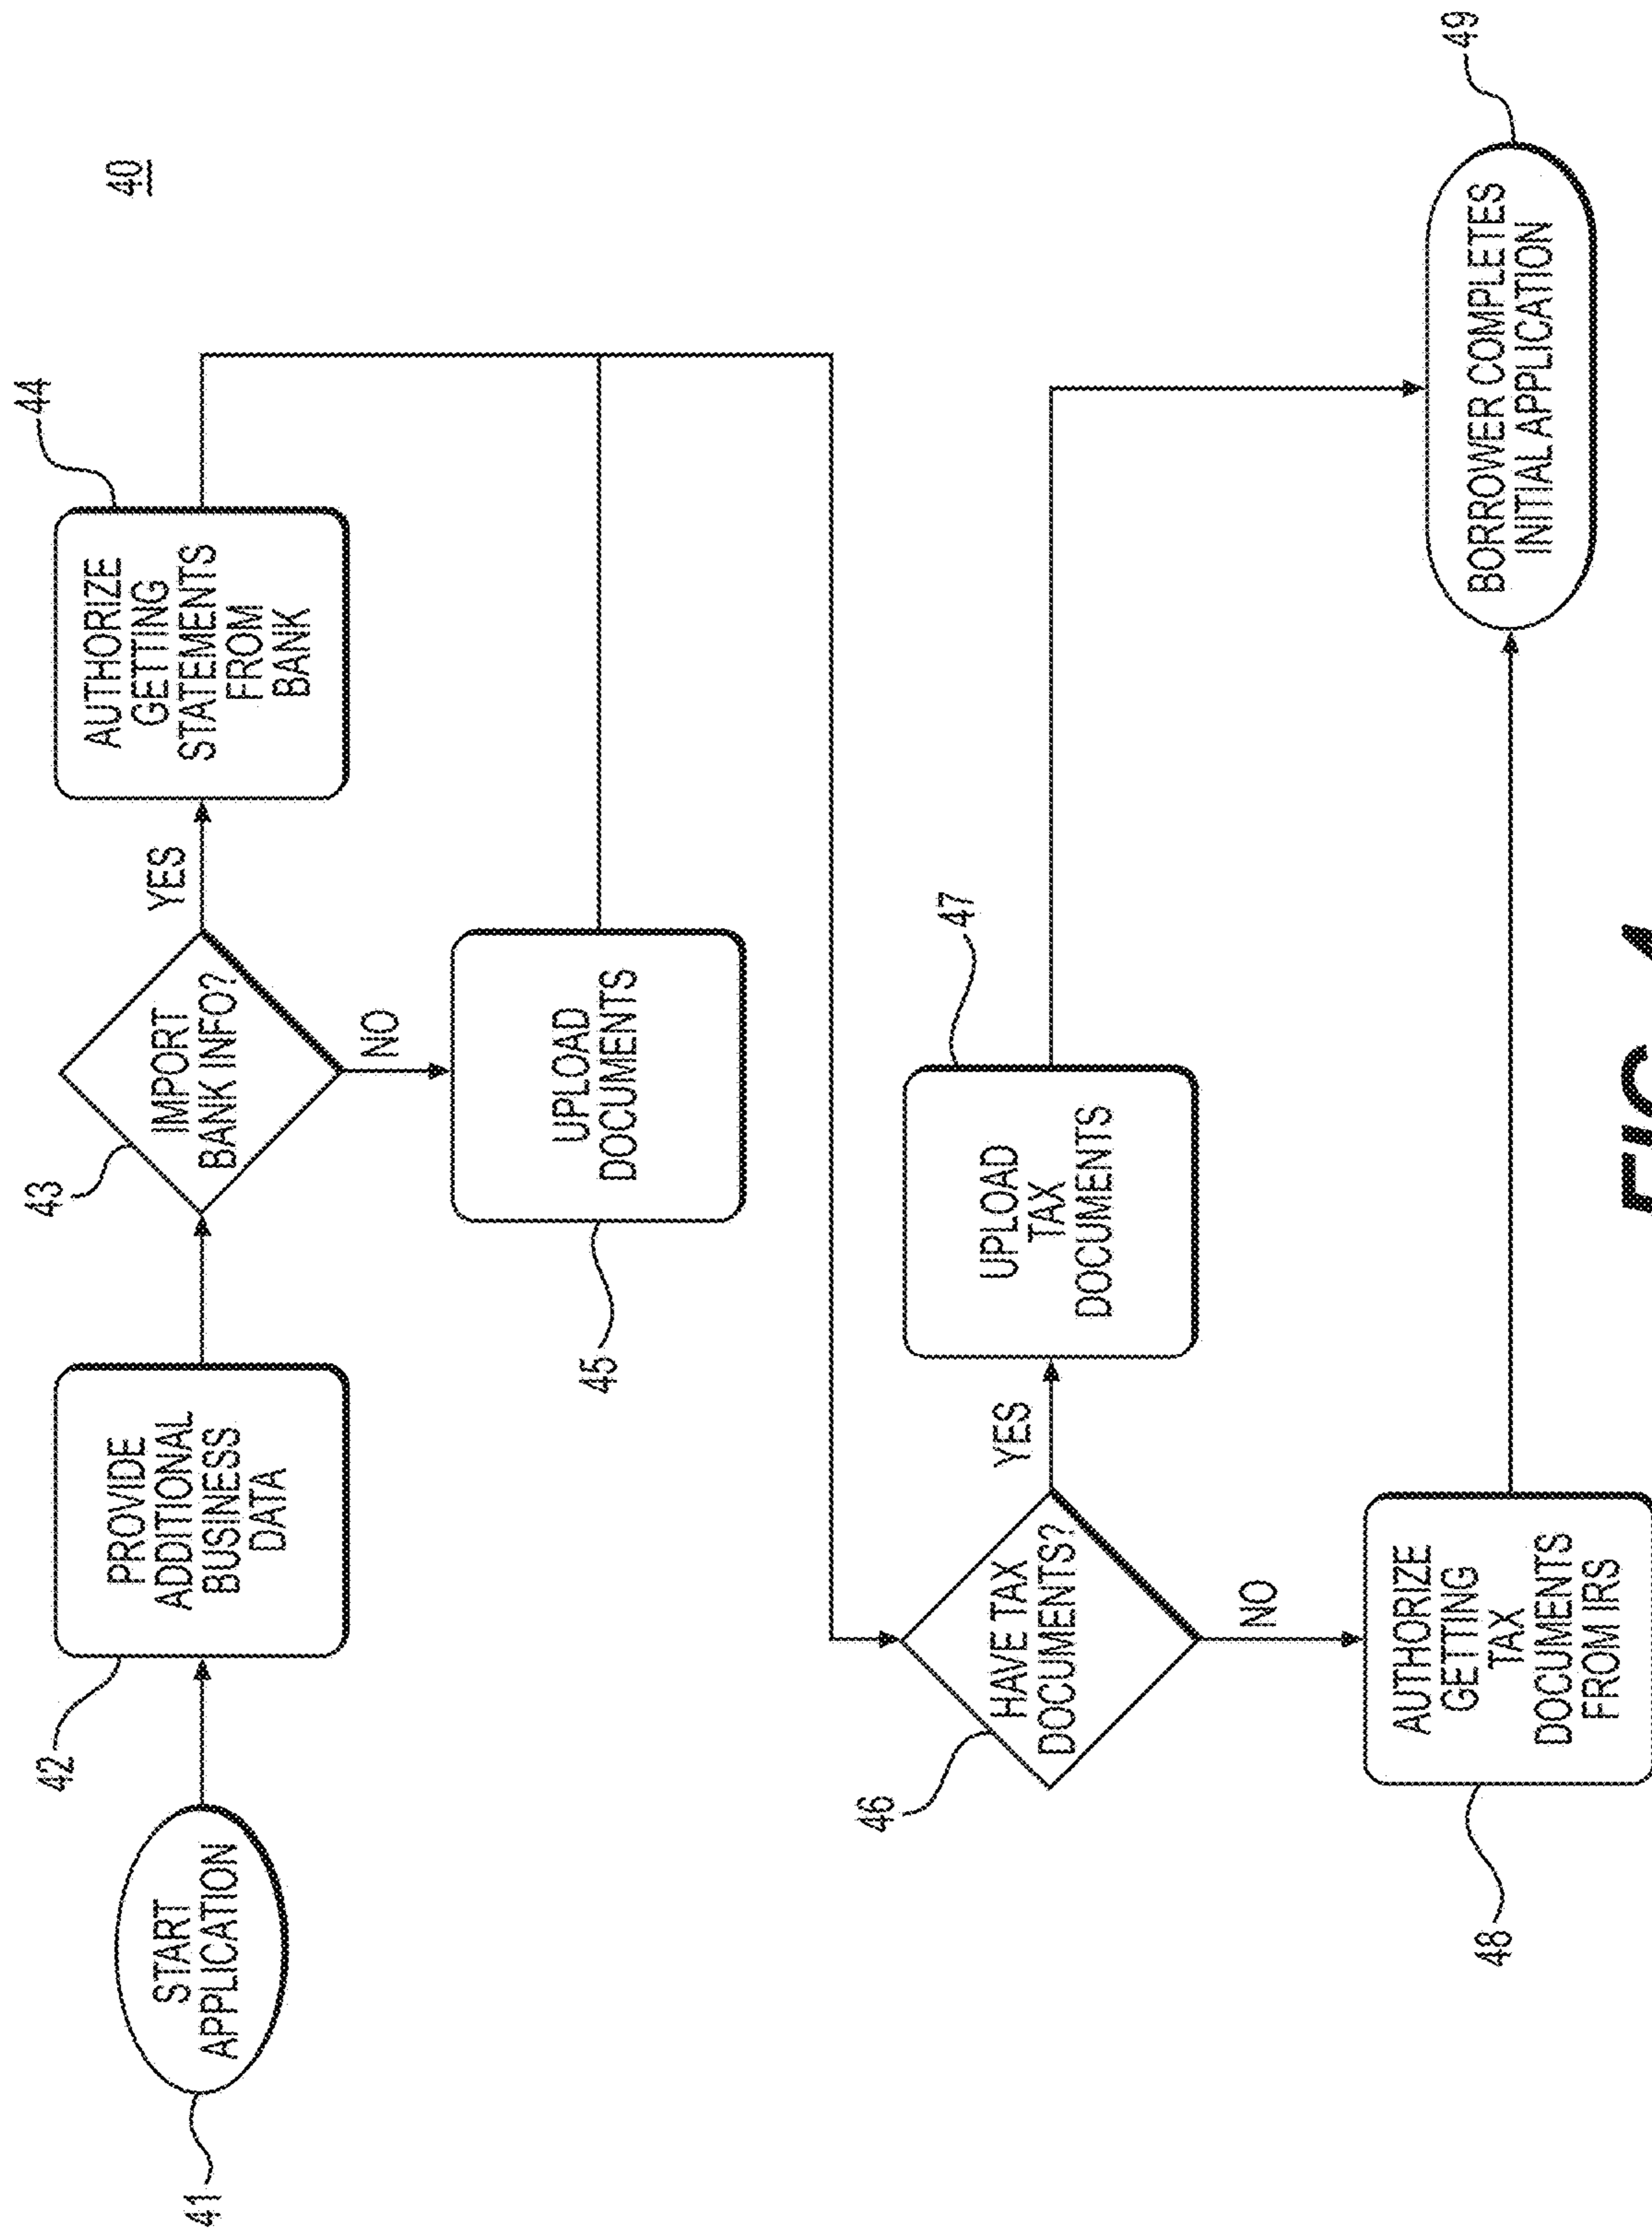 40
START
APPLICATION
41
PROVIDE
ADDITIONAL
BUSINESS
DATA
42
IMPORT
BANK INFO?
43
YES
AUTHORIZE
GETTING
STATEMENTS
FROM
BANK
44
NO
UPLOAD
DOCUMENTS
45
HAVE TAX
DOCUMENTS?
46
YES
UPLOAD
TAX
DOCUMENTS
47
NO
AUTHORIZE
GETTING
TAX
DOCUMENTS
FROM IRS
48
BORROWER COMPLETES
INITIAL APPLICATION
49